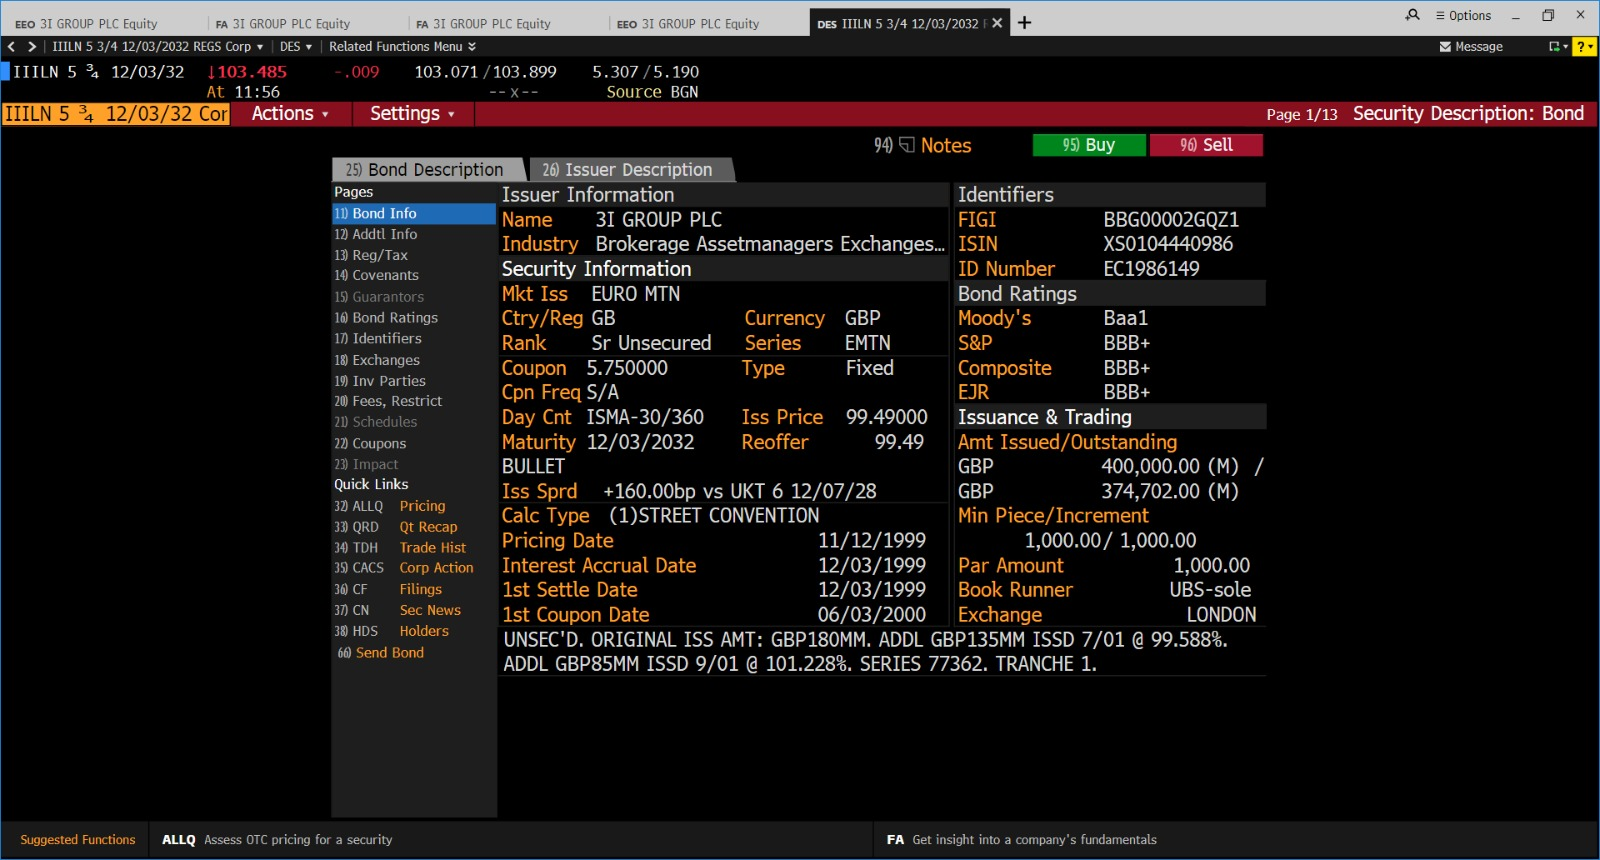 EEO 3I GROUP PLC Equity FA 3I GROUP PLC Equity FA 3I GROUP PLC Equity EEO 3I GROUP PLC Equity DES IIILN 5 3/4 12/03/2032 Options
IIILN 5 3/4 12/03/2032 REGS Corp DES Related Functions Menu Message ?
IIILN 5 ¾ 12/03/32 ↓103.485 -.009 103.071/103.899 5.307/5.190
At 11:56 --x-- Source BGN
IIILN 5 ¾ 12/03/32 Cor Actions Settings Page 1/13 Security Description: Bond
94) Notes 95) Buy 96) Sell
25) Bond Description 26) Issuer Description
Pages
11) Bond Info
12) Addtl Info
13) Reg/Tax
14) Covenants
15) Guarantors
16) Bond Ratings
17) Identifiers
18) Exchanges
19) Inv Parties
20) Fees, Restrict
21) Schedules
22) Coupons
23) Impact
Quick Links
32) ALLQ Pricing
33) QRD Qt Recap
34) TDH Trade Hist
35) CACS Corp Action
36) CF Filings
37) CN Sec News
38) HDS Holders
66) Send Bond
Issuer Information
Name 3I GROUP PLC
Industry Brokerage Assetmanagers Exchanges...
Security Information
Mkt Iss EURO MTN
Ctry/Reg GB Currency GBP
Rank Sr Unsecured Series EMTN
Coupon 5.750000 Type Fixed
Cpn Freq S/A
Day Cnt ISMA-30/360 Iss Price 99.49000
Maturity 12/03/2032 Reoffer 99.49
BULLET
Iss Sprd +160.00bp vs UKT 6 12/07/28
Calc Type (1)STREET CONVENTION
Pricing Date 11/12/1999
Interest Accrual Date 12/03/1999
1st Settle Date 12/03/1999
1st Coupon Date 06/03/2000
Identifiers
FIGI BBG00002GQZ1
ISIN XS0104440986
ID Number EC1986149
Bond Ratings
Moody's Baa1
S&P BBB+
Composite BBB+
EJR BBB+
Issuance & Trading
Amt Issued/Outstanding
GBP 400,000.00 (M) /
GBP 374,702.00 (M)
Min Piece/Increment
1,000.00/ 1,000.00
Par Amount 1,000.00
Book Runner UBS-sole
Exchange LONDON
UNSEC'D. ORIGINAL ISS AMT: GBP180MM. ADDL GBP135MM ISSD 7/01 @ 99.588%.
ADDL GBP85MM ISSD 9/01 @ 101.228%. SERIES 77362. TRANCHE 1.
Suggested Functions ALLQ Assess OTC pricing for a security FA Get insight into a company's fundamentals